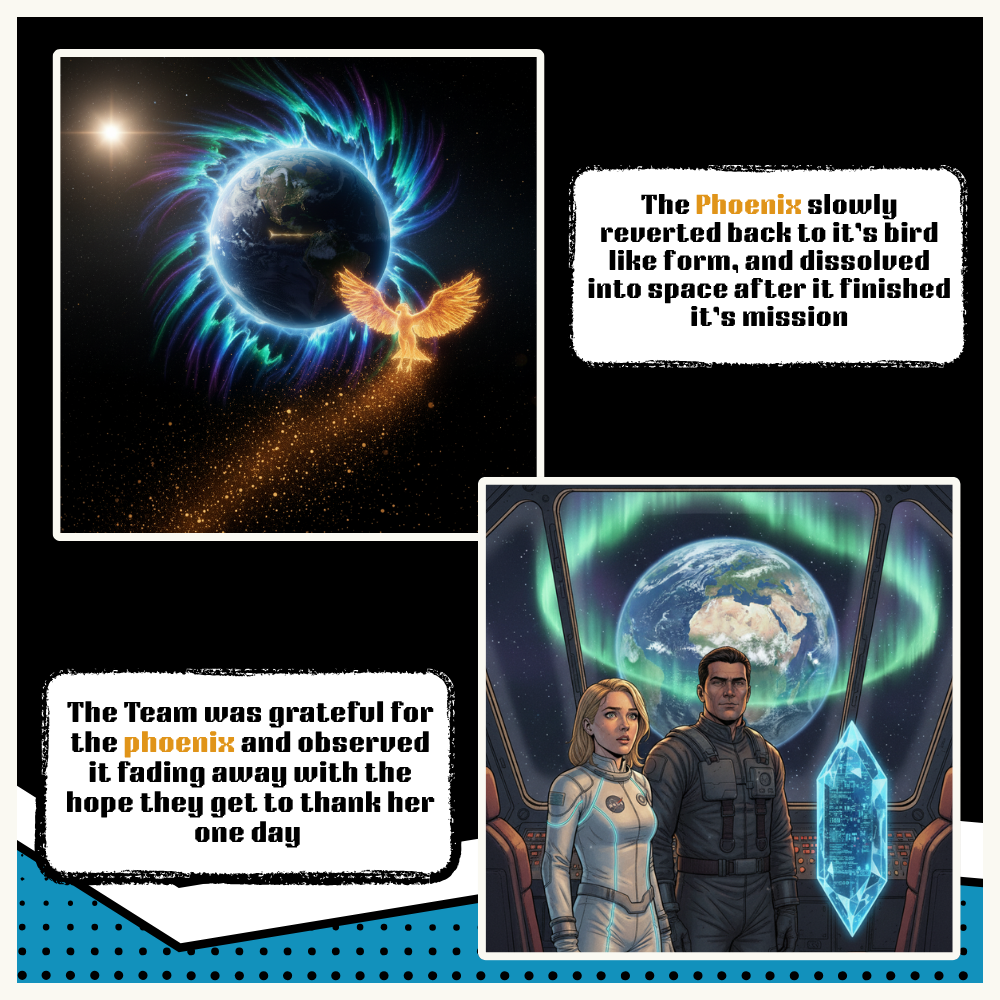 The Phoenix slowly
reverted back to it's bird
like form, and dissolved
into space after it finished
it's mission
The Team was grateful for
the phoenix and observed
it fading away with the
hope they get to thank her
one day